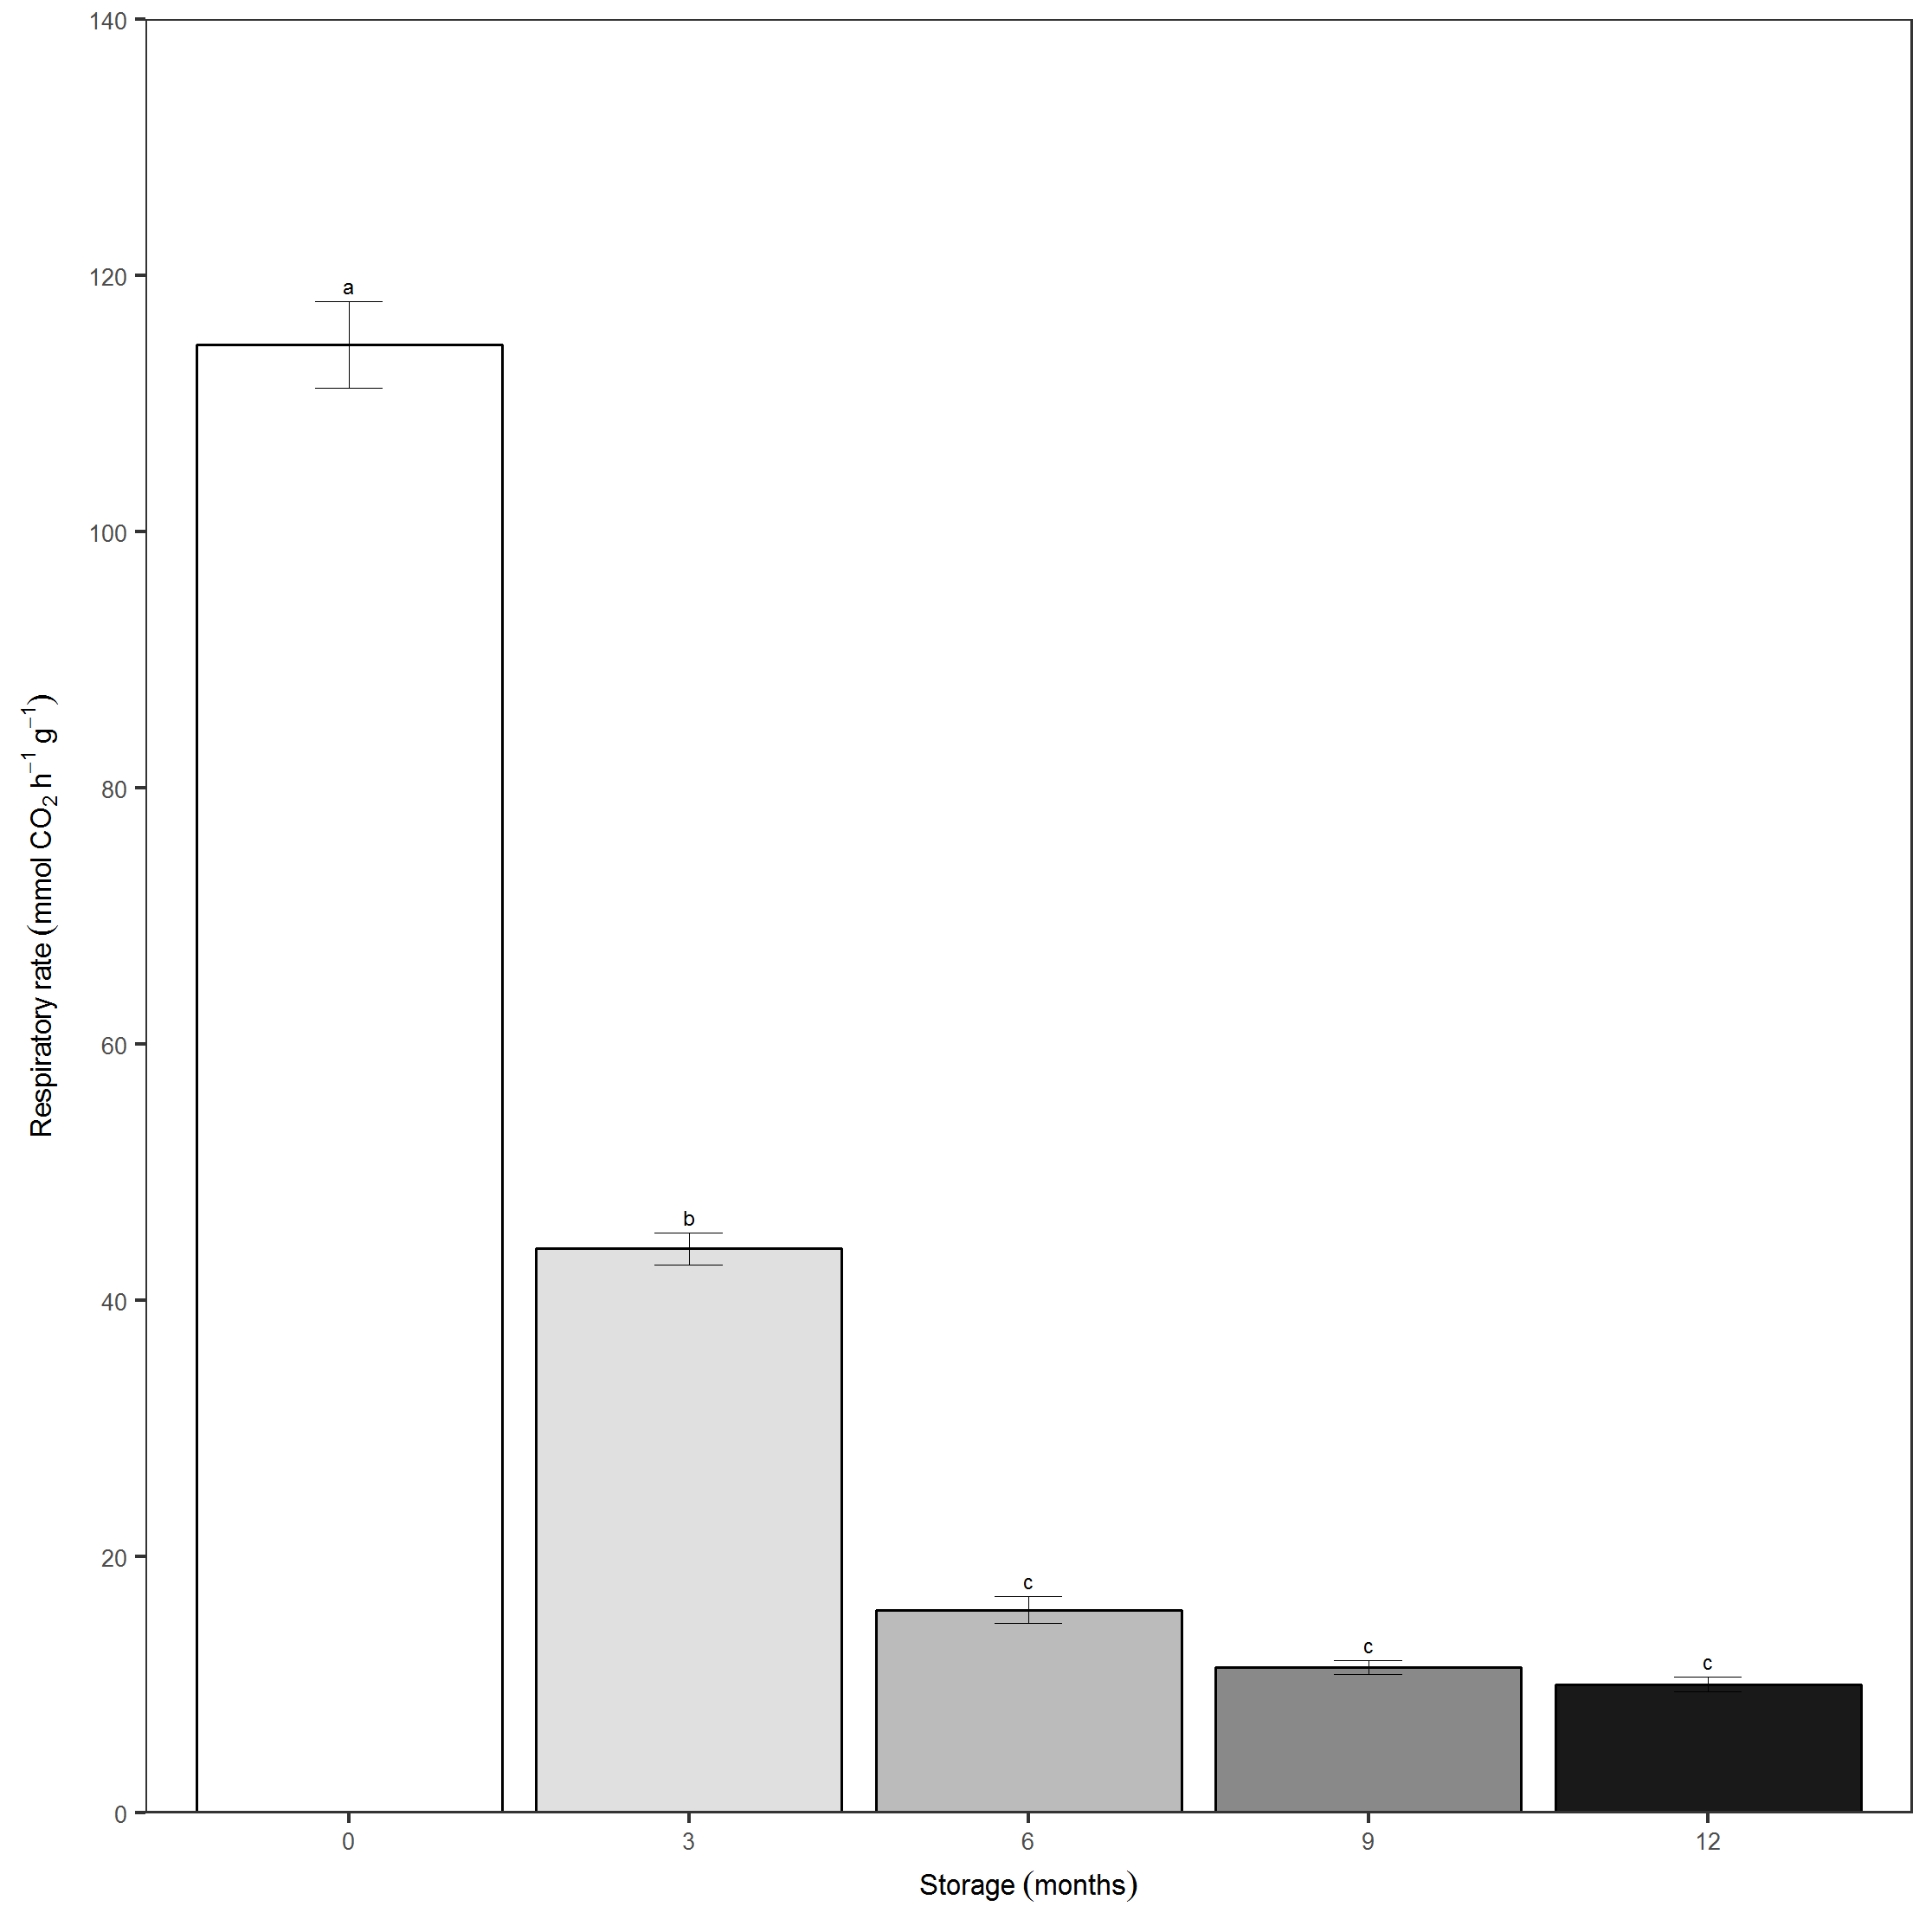 Respiratory rate (mmol CO₂ h⁻¹ g⁻¹)
140
120
100
80
60
40
20
0
a
b
c
c
c
0 3 6 9 12
Storage (months)